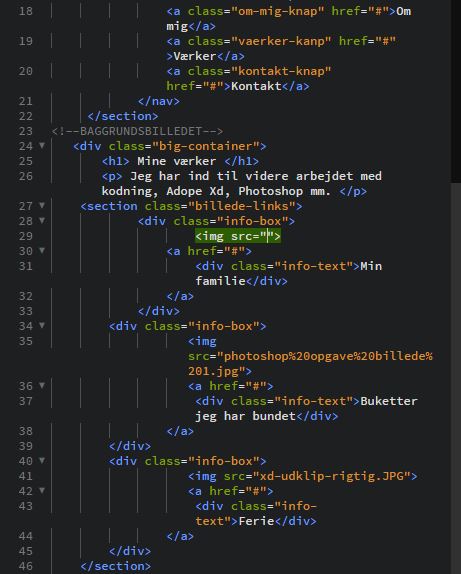 18 <a class="om-mig-knap" href="#">Om
mig</a>
19 <a class="vaerker-kanp" href="#"
>Værker</a>
20 <a class="kontakt-knap"
href="#">Kontakt</a>
21 </nav>
22 </section>
23 <!--BAGGRUNDSBILLEDET-->
24 <div class="big-container">
25 <h1> Mine værker </h1>
26 <p> Jeg har ind til videre arbejdet med
kodning, Adope Xd, Photoshop mm. </p>
27 <section class="billede-links">
28 <div class="info-box">
29 <img src="">
30 <a href="#">
31 <div class="info-text">Min
familie</div>
32 </a>
33 </div>
34 <div class="info-box">
35 <img
src="photoshop%20opgave%20billede%
201.jpg">
36 <a href="#">
37 <div class="info-text">Buketter
jeg har bundet</div>
38 </a>
39 </div>
40 <div class="info-box">
41 <img src="xd-udklip-rigtig.JPG">
42 <a href="#">
43 <div class="info-
text">Ferie</div>
44 </a>
45 </div>
46 </section>